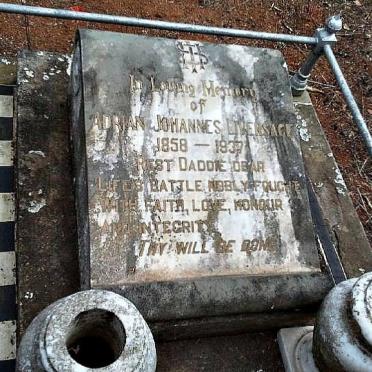 IHS
In Loving Memory
of
ADRIAN JOHANNES LIVERSAGE
1858 — 1937
REST DADDIE DEAR
LIFE'S BATTLE NOBLY FOUGHT
WITH FAITH, LOVE, HONOUR
AND INTEGRITY
THY WILL BE DONE